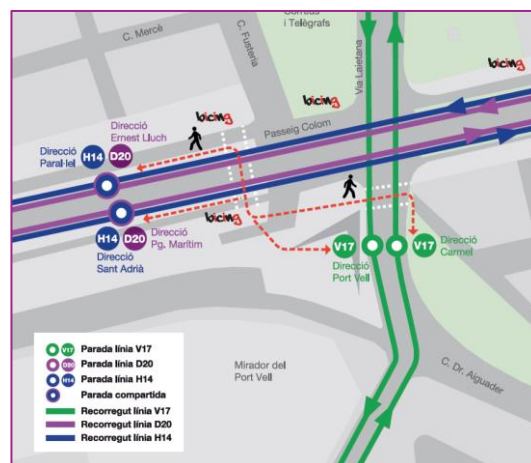 Correus
i Telègrafs
C. Mercè
C. Fusteria
Via Laietana
bicing
bicing
bicing
Passeig Colom
Direcció
Ernest Lluch
Direcció
Paral·lel
H14
D20
H14
D20
Direcció
Pg. Marítim
Direcció
Sant Adrià
bicing
V17
V17
Direcció
Port Vell
Direcció
Carmel
Mirador del
Port Vell
C. Dr. Aiguader
V17 Parada línia V17
D20 Parada línia D20
H14 Parada línia H14
Parada compartida
Recorregut línia V17
Recorregut línia D20
Recorregut línia H14